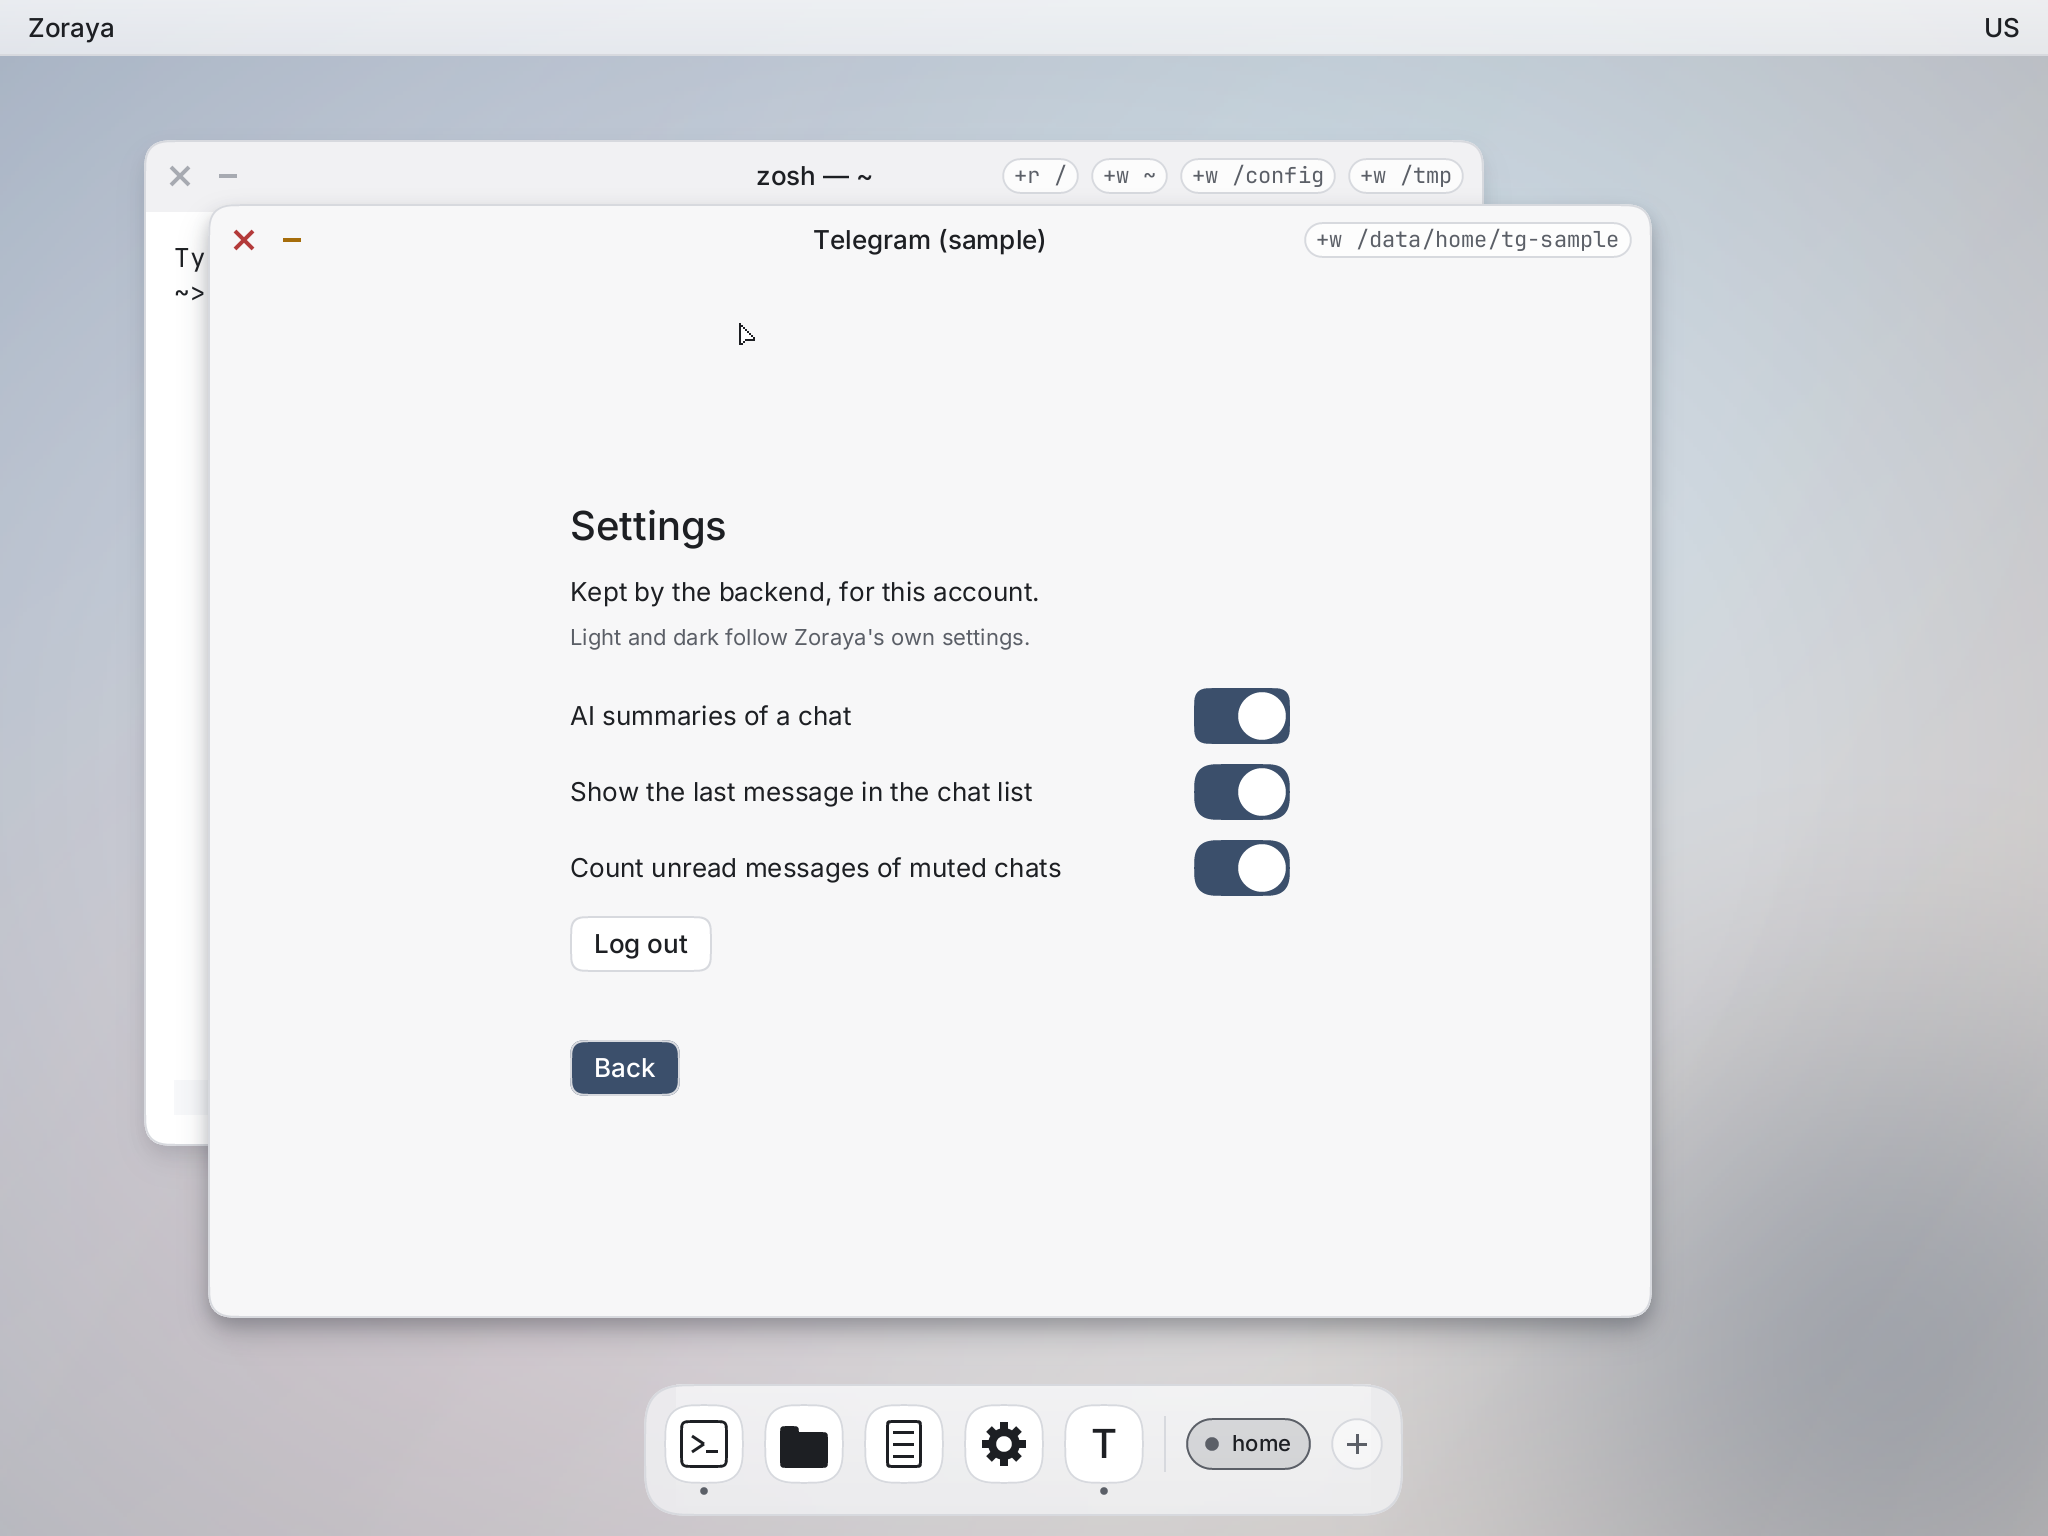 Zoraya
US
zosh — ~
+r /
+w ~
+w /config
+w /tmp
Telegram (sample)
+w /data/home/tg-sample
Ty
~>
Settings
Kept by the backend, for this account.
Light and dark follow Zoraya's own settings.
AI summaries of a chat
Show the last message in the chat list
Count unread messages of muted chats
Log out
Back
T
home